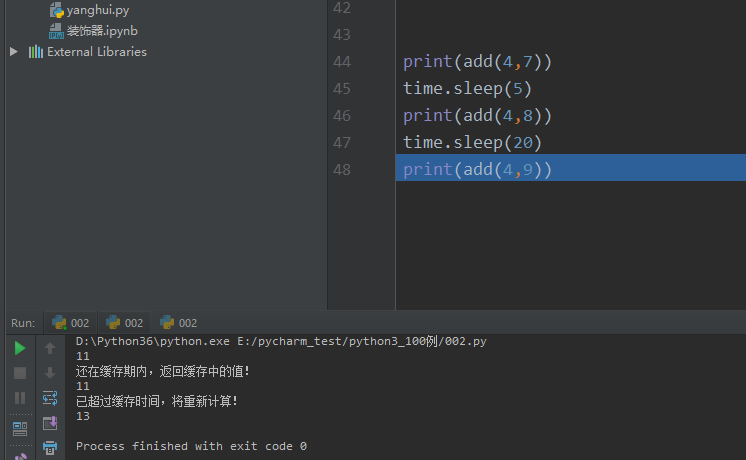 yanghui.py
装饰器.ipynb
External Libraries
42
43
44 print(add(4,7))
45 time.sleep(5)
46 print(add(4,8))
47 time.sleep(20)
48 print(add(4,9))
Run: 002 002 002
D:\Python36\python.exe E:/pycharm_test/python3_100例/002.py
11
还在缓存期内，返回缓存中的值！
11
已超过缓存时间，将重新计算！
13
Process finished with exit code 0